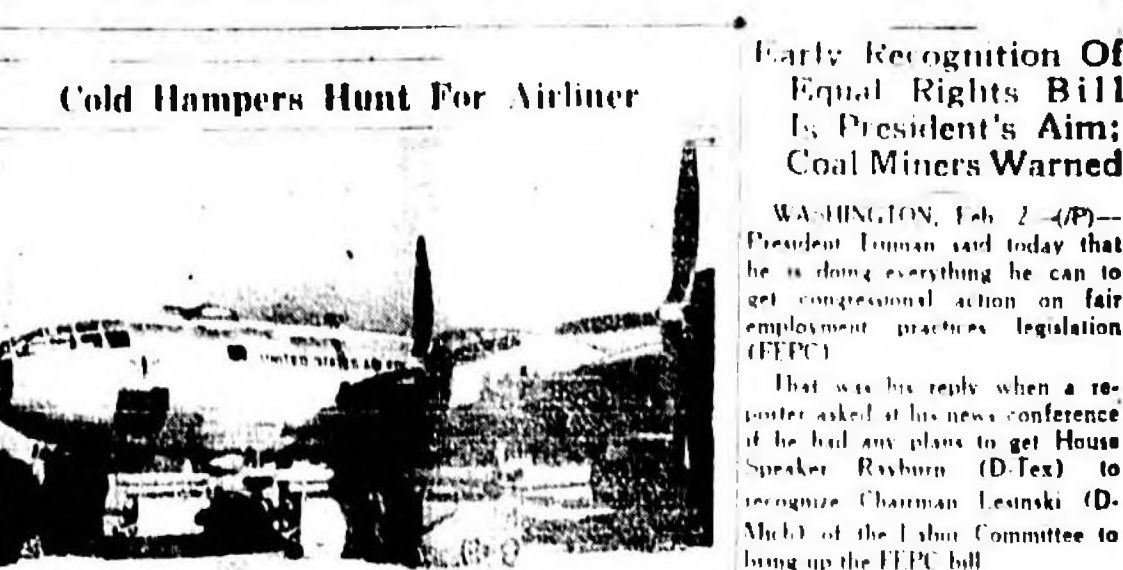 Cold Hampers Hunt For Airliner
UNITED STATES AIR
Early Recognition Of
Equal Rights Bill
Is President's Aim;
Coal Miners Warned
WASHINGTON, Feb. 2 —(AP)—
President Truman said today that
he is doing everything he can to
get congressional action on fair
employment practices legislation
(FEPC)
That was his reply when a re-
porter asked at his news conference
if he had any plans to get House
Speaker Rayburn (D-Tex) to
recognize Chairman Lesinski (D-
Mich) of the Labor Committee to
bring up the FEPC bill